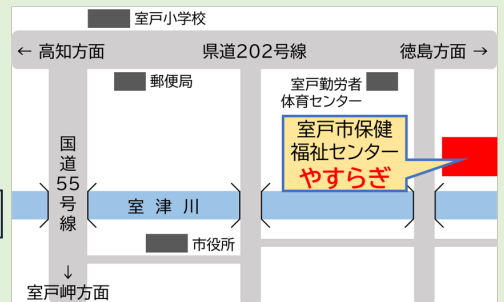 室戸小学校
← 高知方面
県道202号線
徳島方面 →
郵便局
室戸勤労者
体育センター
室戸市保健
福祉センター
やすらぎ
国道55号線
室津川
市役所
↓
室戸岬方面